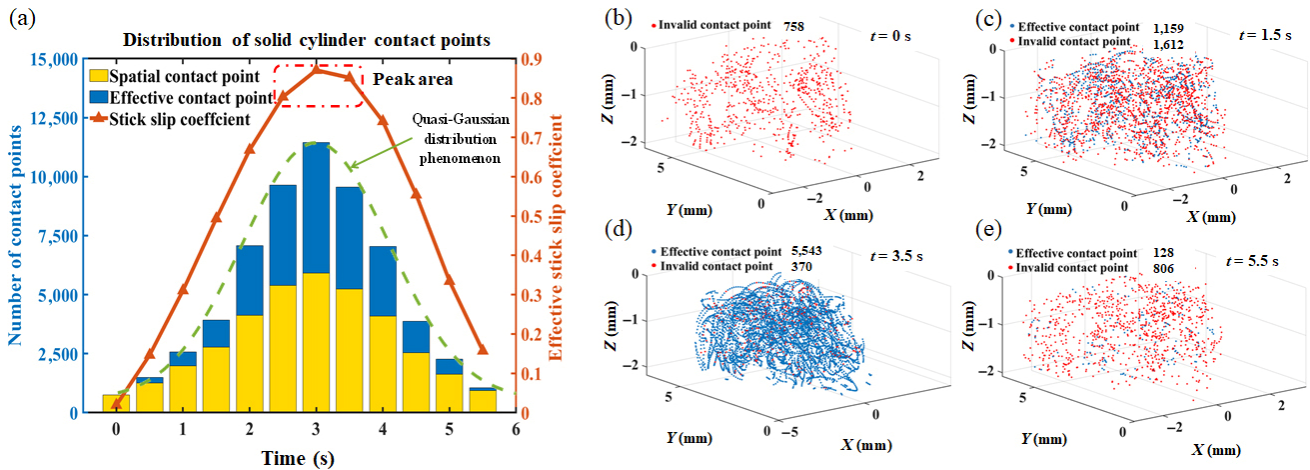 (a)
Distribution of solid cylinder contact points
15,000
12,500
10,000
7,500
5,000
2,500
0
Number of contact points
Spatial contact point
Effective contact point
Stick slip coeffcient
Peak area
Quasi-Gaussian
distribution
phenomenon
0.9
0.8
0.7
0.6
0.5
0.4
0.3
0.2
0.1
0
Effective stick slip coeffcient
0 1 2 3 4 5 6
Time (s)
(b)
Invalid contact point 758
t = 0 s
0
−1
−2
Z (mm)
5
0
Y (mm)
−2
0
2
X (mm)
(c)
Effective contact point 1,159
Invalid contact point 1,612
t = 1.5 s
0
−1
−2
Z (mm)
5
0
Y (mm)
−2
0
2
X (mm)
(d)
Effective contact point 5,543
Invalid contact point 370
t = 3.5 s
0
−1
−2
Z (mm)
5
0
Y (mm)
−5
0
X (mm)
(e)
Effective contact point 128
Invalid contact point 806
t = 5.5 s
0
−1
−2
Z (mm)
5
0
Y (mm)
−2
0
2
X (mm)